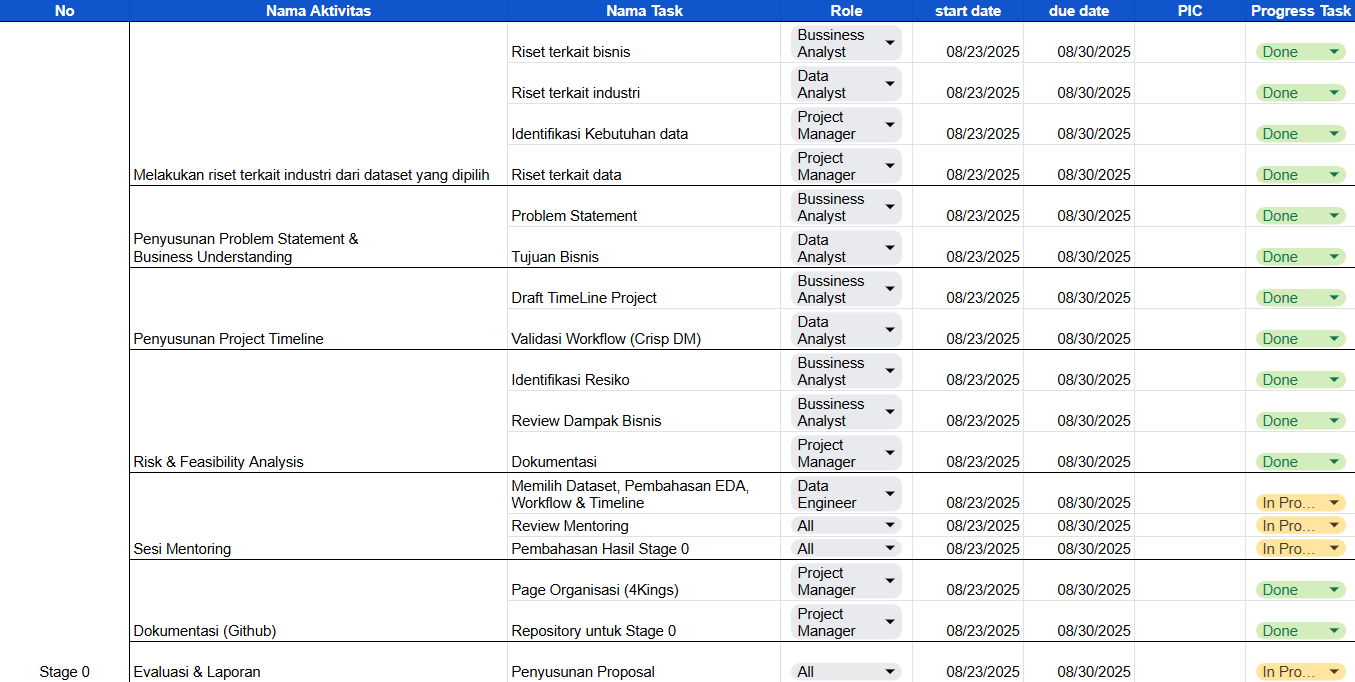 No Nama Aktivitas Nama Task Role start date due date PIC Progress Task
Riset terkait bisnis Bussiness Analyst 08/23/2025 08/30/2025 Done
Riset terkait industri Data Analyst 08/23/2025 08/30/2025 Done
Identifikasi Kebutuhan data Project Manager 08/23/2025 08/30/2025 Done
Melakukan riset terkait industri dari dataset yang dipilih Riset terkait data Project Manager 08/23/2025 08/30/2025 Done
Problem Statement Bussiness Analyst 08/23/2025 08/30/2025 Done
Penyusunan Problem Statement &
Business Understanding Tujuan Bisnis Data Analyst 08/23/2025 08/30/2025 Done
Draft TimeLine Project Bussiness Analyst 08/23/2025 08/30/2025 Done
Penyusunan Project Timeline Validasi Workflow (Crisp DM) Data Analyst 08/23/2025 08/30/2025 Done
Identifikasi Resiko Bussiness Analyst 08/23/2025 08/30/2025 Done
Review Dampak Bisnis Bussiness Analyst 08/23/2025 08/30/2025 Done
Risk & Feasibility Analysis Dokumentasi Project Manager 08/23/2025 08/30/2025 Done
Memilih Dataset, Pembahasan EDA,
Workflow & Timeline Data Engineer 08/23/2025 08/30/2025 In Pro...
Review Mentoring All 08/23/2025 08/30/2025 In Pro...
Sesi Mentoring Pembahasan Hasil Stage 0 All 08/23/2025 08/30/2025 In Pro...
Page Organisasi (4Kings) Project Manager 08/23/2025 08/30/2025 Done
Dokumentasi (Github) Repository untuk Stage 0 Project Manager 08/23/2025 08/30/2025 Done
Stage 0 Evaluasi & Laporan Penyusunan Proposal All 08/23/2025 08/30/2025 In Pro...